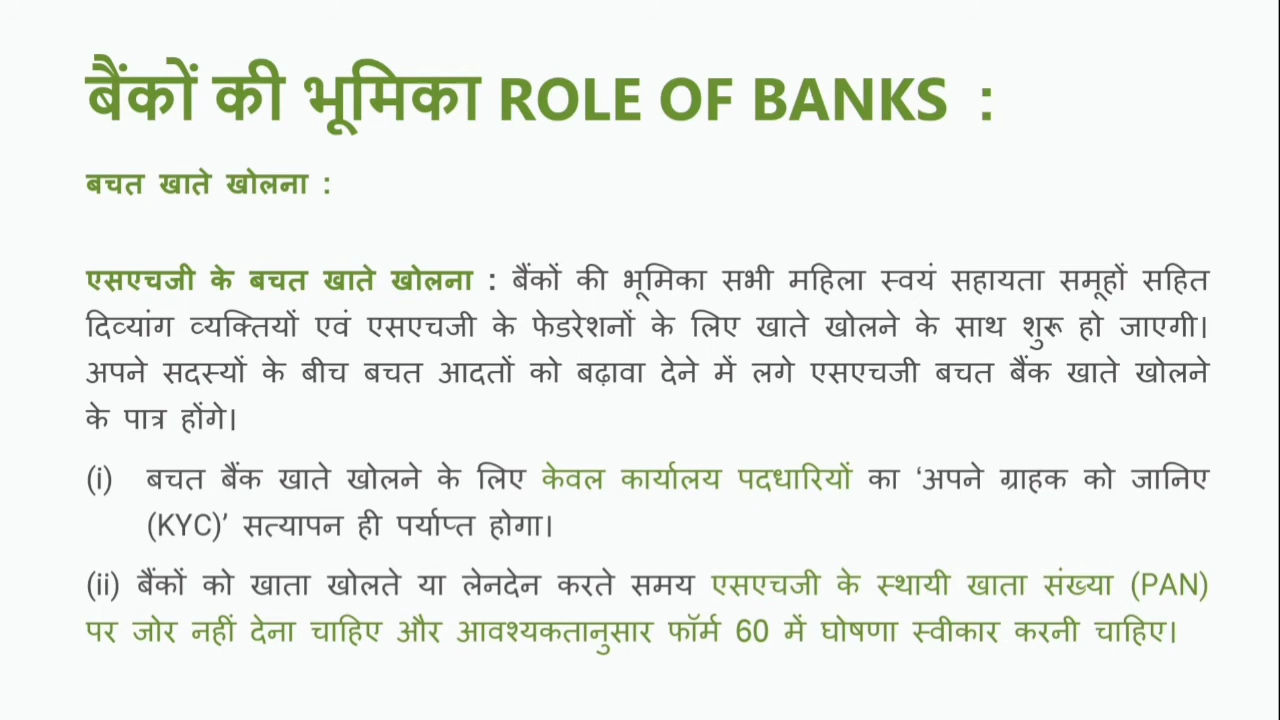 बैंकों की भूमिका ROLE OF BANKS :
बचत खाते खोलना :
एसएचजी के बचत खाते खोलना : बैंकों की भूमिका सभी महिला स्वयं सहायता समूहों सहित
दिव्यांग व्यक्तियों एवं एसएचजी के फेडरेशनों के लिए खाते खोलने के साथ शुरू हो जाएगी।
अपने सदस्यों के बीच बचत आदतों को बढ़ावा देने में लगे एसएचजी बचत बैंक खाते खोलने
के पात्र होंगे।
(i) बचत बैंक खाते खोलने के लिए केवल कार्यालय पदधारियों का ‘अपने ग्राहक को जानिए
(KYC)’ सत्यापन ही पर्याप्त होगा।
(ii) बैंकों को खाता खोलते या लेनदेन करते समय एसएचजी के स्थायी खाता संख्या (PAN)
पर जोर नहीं देना चाहिए और आवश्यकतानुसार फॉर्म 60 में घोषणा स्वीकार करनी चाहिए।